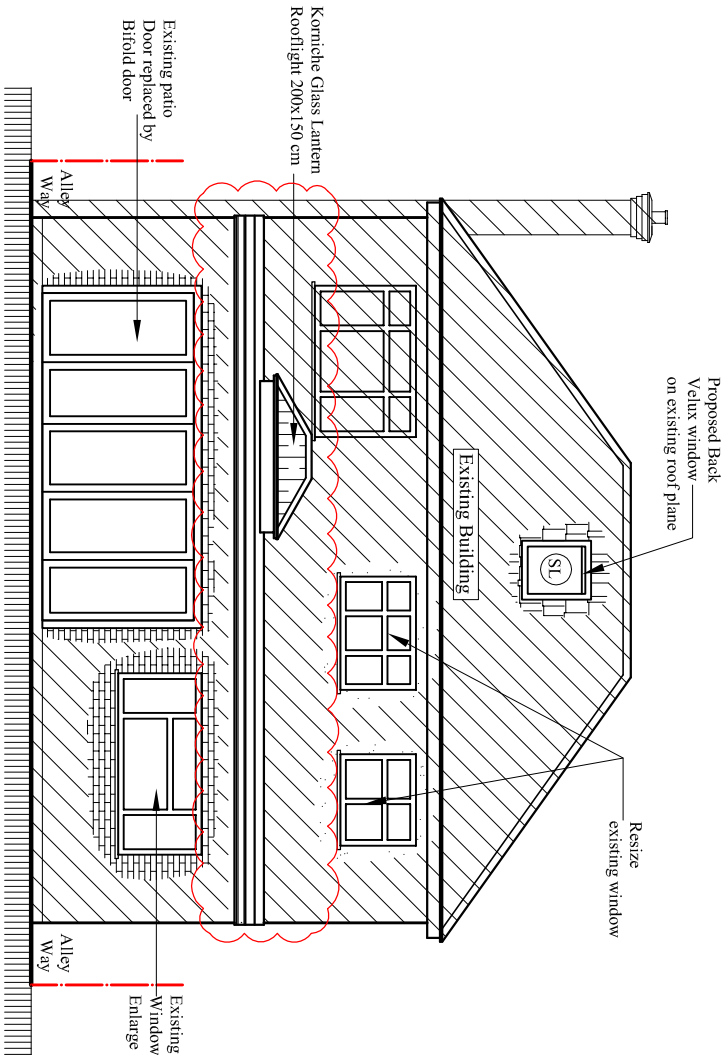 Proposed Back
Velux window
on existing roof plane
SL
Resize
existing window
Existing Building
Korniche Glass Lantern
Rooflight 200x150 cm
Existing patio
Door replaced by
Bifold door
Alley
Way
Alley
Way
Existing
Window
Enlarge